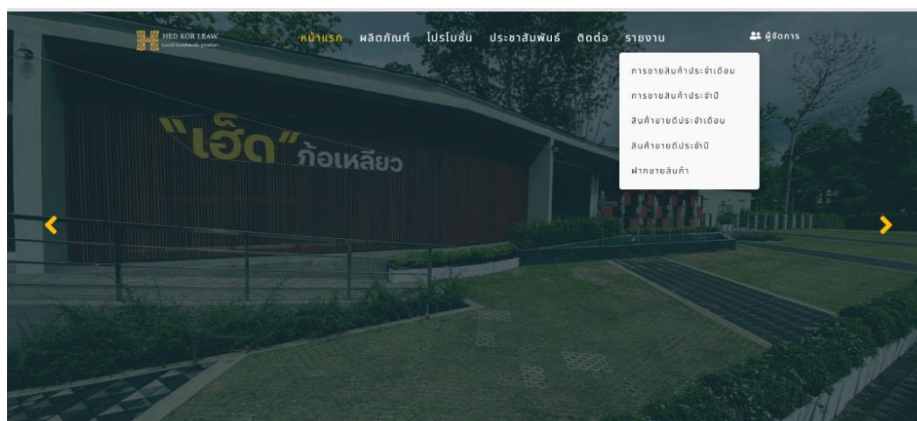 HED KOR LEAW
หน้าแรก ผลิตภัณฑ์ โปรโมชั่น ประชาสัมพันธ์ ติดต่อ รายงาน ผู้จัดการ
การขายสินค้าประจำเดือน
การขายสินค้าประจำปี
สินค้าขายดีประจำเดือน
สินค้าขายดีประจำปี
ฝากขายสินค้า
"เฮ็ด" ก้อเหลียว